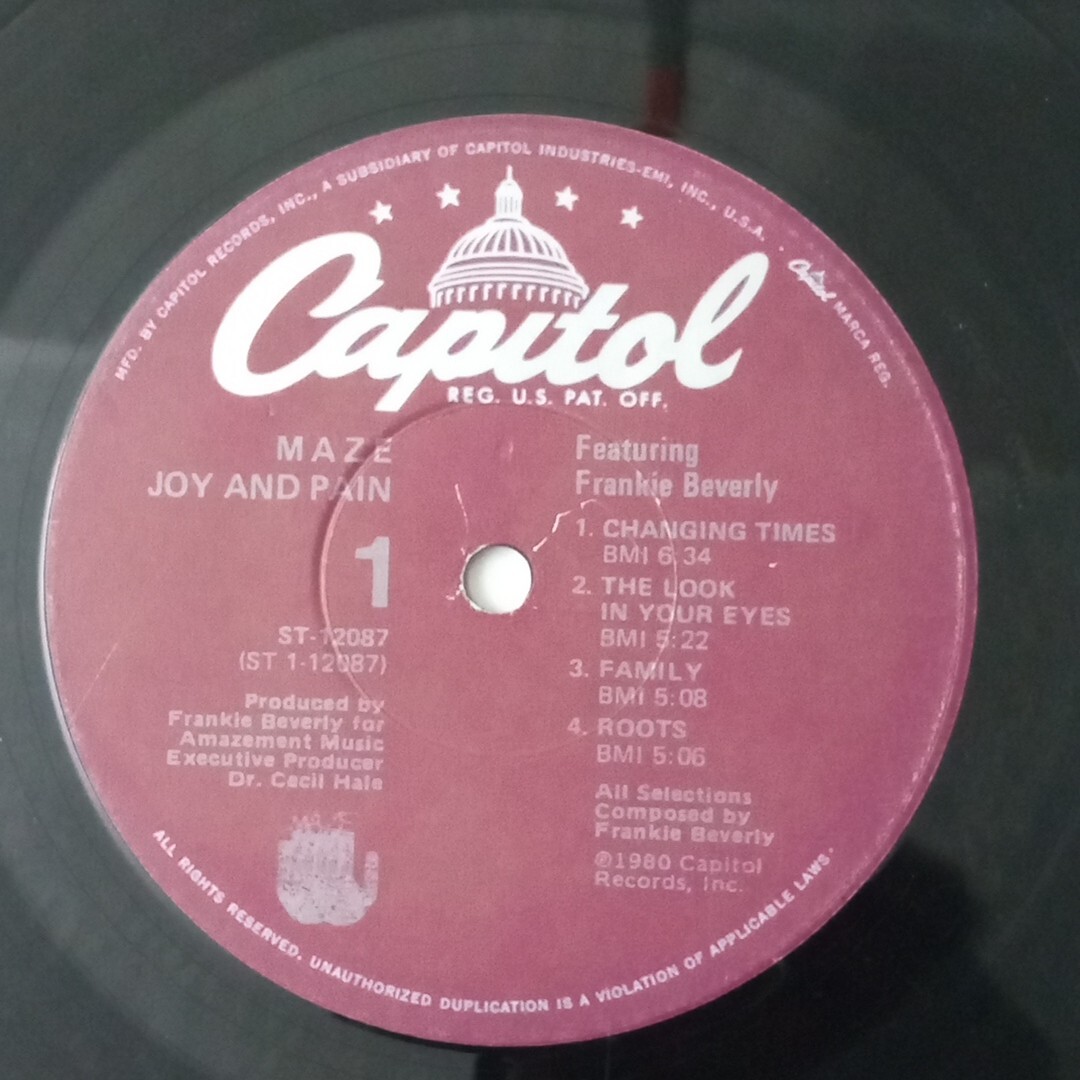 MFD. BY CAPITOL RECORDS, INC., A SUBSIDIARY OF CAPITOL INDUSTRIES-EMI, INC., U.S.A.
Capitol MARCA REG.
Capitol
REG. U.S. PAT. OFF.
MAZE
JOY AND PAIN
1
ST-12087
(ST 1-12087)
Produced by
Frankie Beverly for
Amazement Music
Executive Producer
Dr. Cecil Hale
MAZE
Featuring
Frankie Beverly
1. CHANGING TIMES
BMI 6:34
2. THE LOOK
IN YOUR EYES
BMI 5:22
3. FAMILY
BMI 5:08
4. ROOTS
BMI 5:06
All Selections
Composed by
Frankie Beverly
℗1980 Capitol
Records, Inc.
ALL RIGHTS RESERVED. UNAUTHORIZED DUPLICATION IS A VIOLATION OF APPLICABLE LAWS.